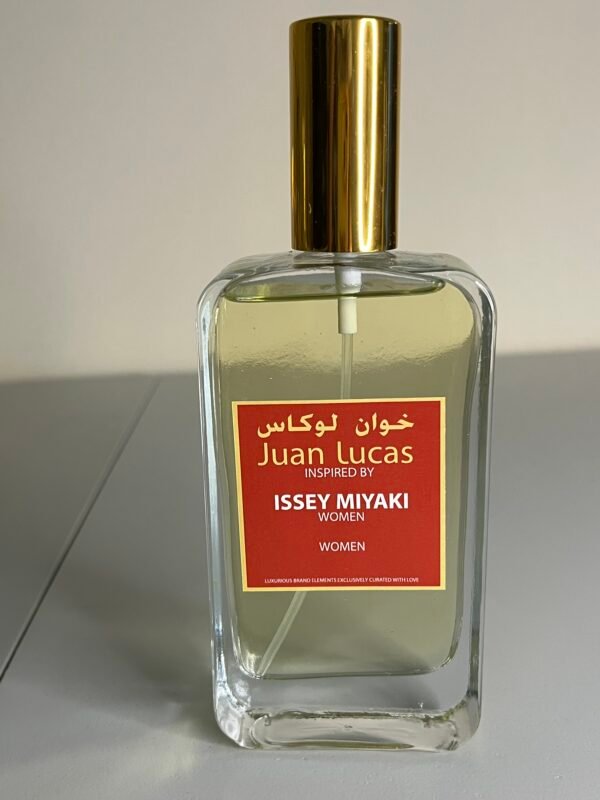 خوان لوكاس
Juan Lucas
INSPIRED BY
ISSEY MIYAKI
WOMEN
WOMEN
LUXURIOUS BRAND ELEMENTS EXCLUSIVELY CURATED WITH LOVE